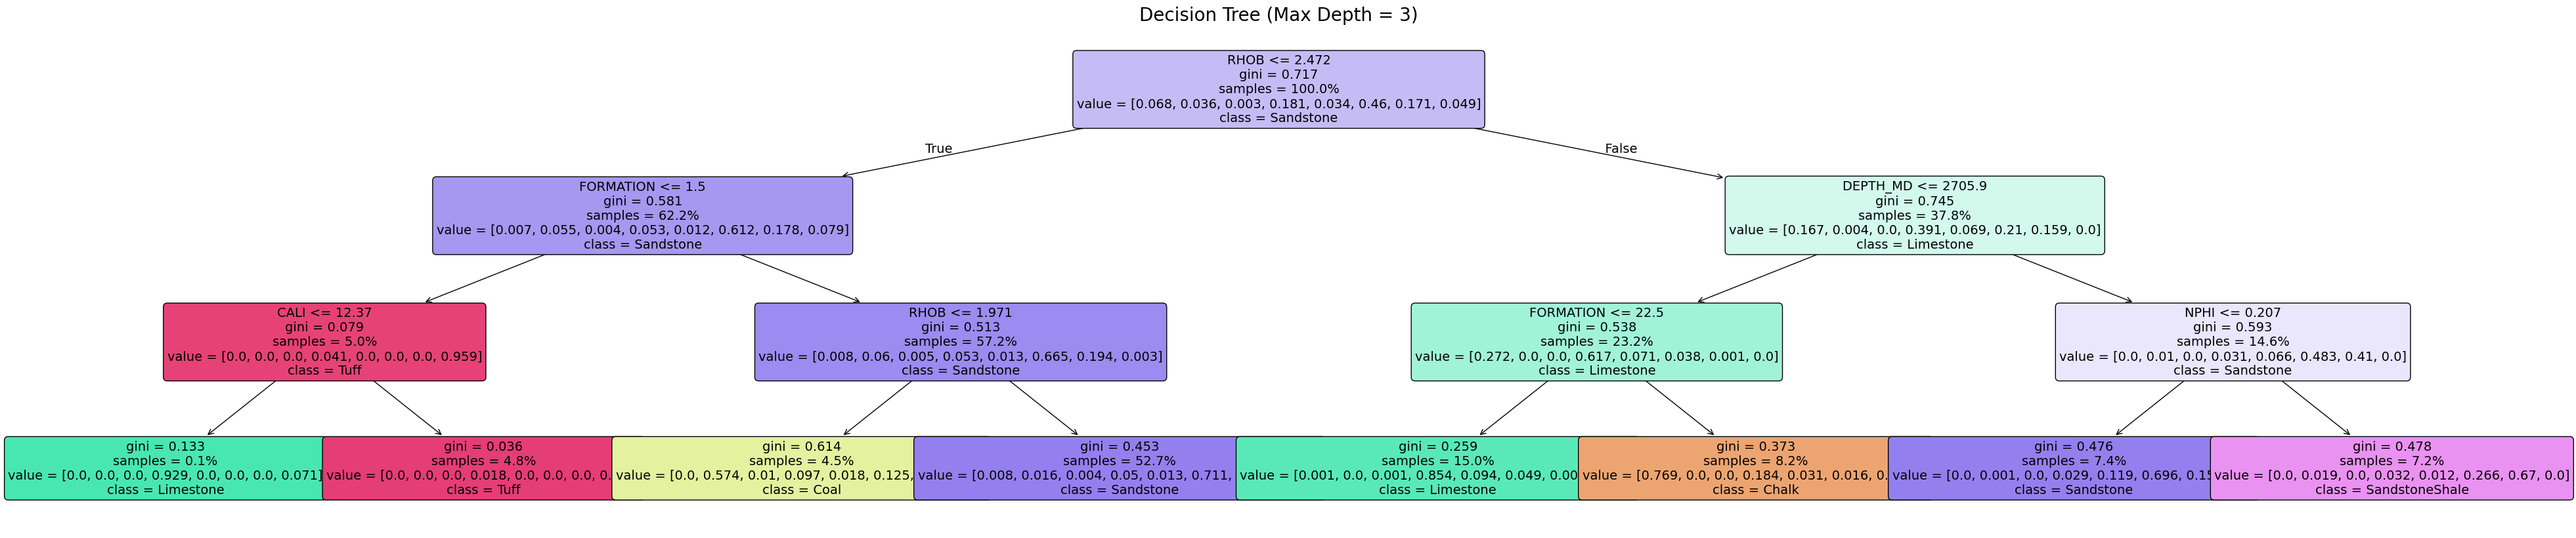 Decision Tree (Max Depth = 3)
RHOB <= 2.472
gini = 0.717
samples = 100.0%
value = [0.068, 0.036, 0.003, 0.181, 0.034, 0.46, 0.171, 0.049]
class = Sandstone
True
False
FORMATION <= 1.5
gini = 0.581
samples = 62.2%
value = [0.007, 0.055, 0.004, 0.053, 0.012, 0.612, 0.178, 0.079]
class = Sandstone
DEPTH_MD <= 2705.9
gini = 0.745
samples = 37.8%
value = [0.167, 0.004, 0.0, 0.391, 0.069, 0.21, 0.159, 0.0]
class = Limestone
CALI <= 12.37
gini = 0.079
samples = 5.0%
value = [0.0, 0.0, 0.0, 0.041, 0.0, 0.0, 0.0, 0.959]
class = Tuff
RHOB <= 1.971
gini = 0.513
samples = 57.2%
value = [0.008, 0.06, 0.005, 0.053, 0.013, 0.665, 0.194, 0.003]
class = Sandstone
FORMATION <= 22.5
gini = 0.538
samples = 23.2%
value = [0.272, 0.0, 0.0, 0.617, 0.071, 0.038, 0.001, 0.0]
class = Limestone
NPHI <= 0.207
gini = 0.593
samples = 14.6%
value = [0.0, 0.01, 0.0, 0.031, 0.066, 0.483, 0.41, 0.0]
class = Sandstone
gini = 0.133
samples = 0.1%
value = [0.0, 0.0, 0.0, 0.929, 0.0, 0.0, 0.0, 0.071]
class = Limestone
gini = 0.036
samples = 4.8%
value = [0.0, 0.0, 0.0, 0.018, 0.0, 0.0, 0.0,
class = Tuff
gini = 0.614
samples = 4.5%
value = [0.0, 0.574, 0.01, 0.097, 0.018, 0.125,
class = Coal
gini = 0.453
samples = 52.7%
value = [0.008, 0.016, 0.004, 0.05, 0.013, 0.711,
class = Sandstone
gini = 0.259
samples = 15.0%
value = [0.001, 0.0, 0.001, 0.854, 0.094, 0.049,
class = Limestone
gini = 0.373
samples = 8.2%
value = [0.769, 0.0, 0.0, 0.184, 0.031, 0.016,
class = Chalk
gini = 0.476
samples = 7.4%
value = [0.0, 0.001, 0.0, 0.029, 0.119, 0.696,
class = Sandstone
gini = 0.478
samples = 7.2%
value = [0.0, 0.019, 0.0, 0.032, 0.012, 0.266, 0.67, 0.0]
class = SandstoneShale